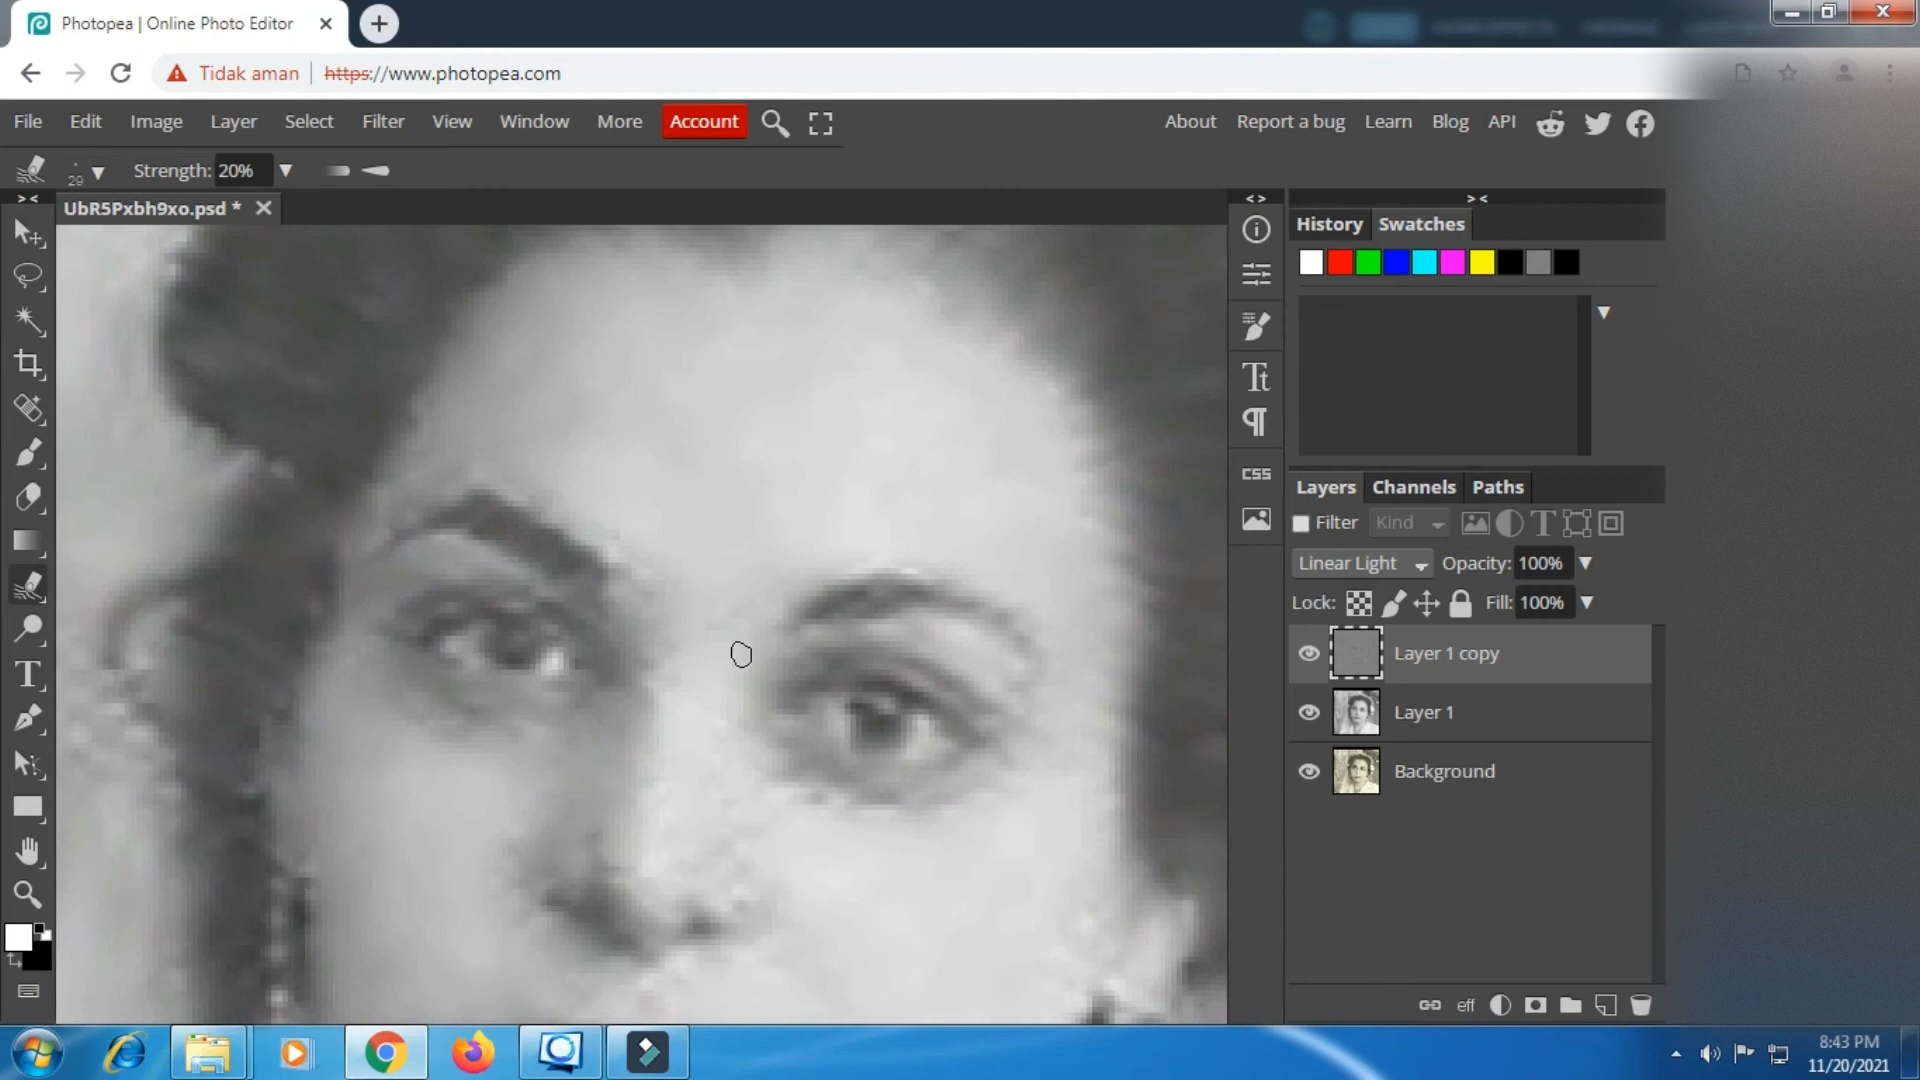 Photopea | Online Photo Editor
Tidak aman
https://www.photopea.com
File Edit Image Layer Select Filter View Window More Account
About Report a bug Learn Blog API
29 Strength: 20%
UbR5Pxbh9xo.psd *
History Swatches
CSS
Layers Channels Paths
Filter Kind
Linear Light Opacity: 100%
Lock: Fill: 100%
Layer 1 copy
Layer 1
Background
eff
8:43 PM
11/20/2021